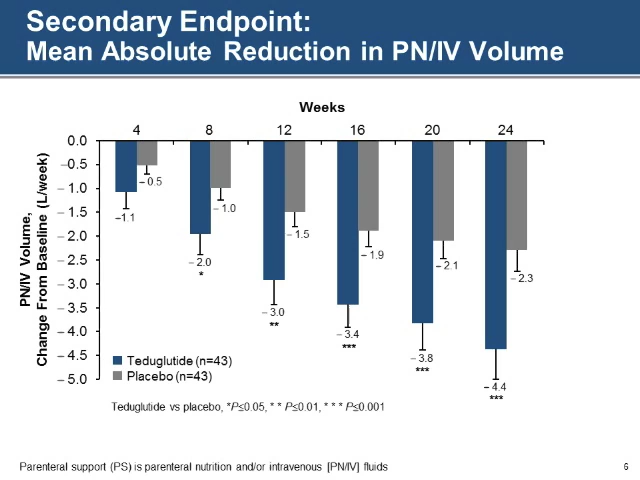 Secondary Endpoint:
Mean Absolute Reduction in PN/IV Volume
Weeks
4 8 12 16 20 24
PN/IV Volume,
Change From Baseline (L/week)
0.0
–0.5
– 1.0
– 1.5
– 2.0
– 2.5
– 3.0
– 3.5
– 4.0
– 4.5
– 5.0
–1.1
– 0.5
– 2.0
*
– 1.0
– 3.0
**
– 1.5
– 3.4
***
– 1.9
– 3.8
***
– 2.1
– 4.4
***
– 2.3
Teduglutide (n=43)
Placebo (n=43)
Teduglutide vs placebo, *P≤0.05, * * P≤0.01, * * * P≤0.001
Parenteral support (PS) is parenteral nutrition and/or intravenous [PN/IV] fluids
6